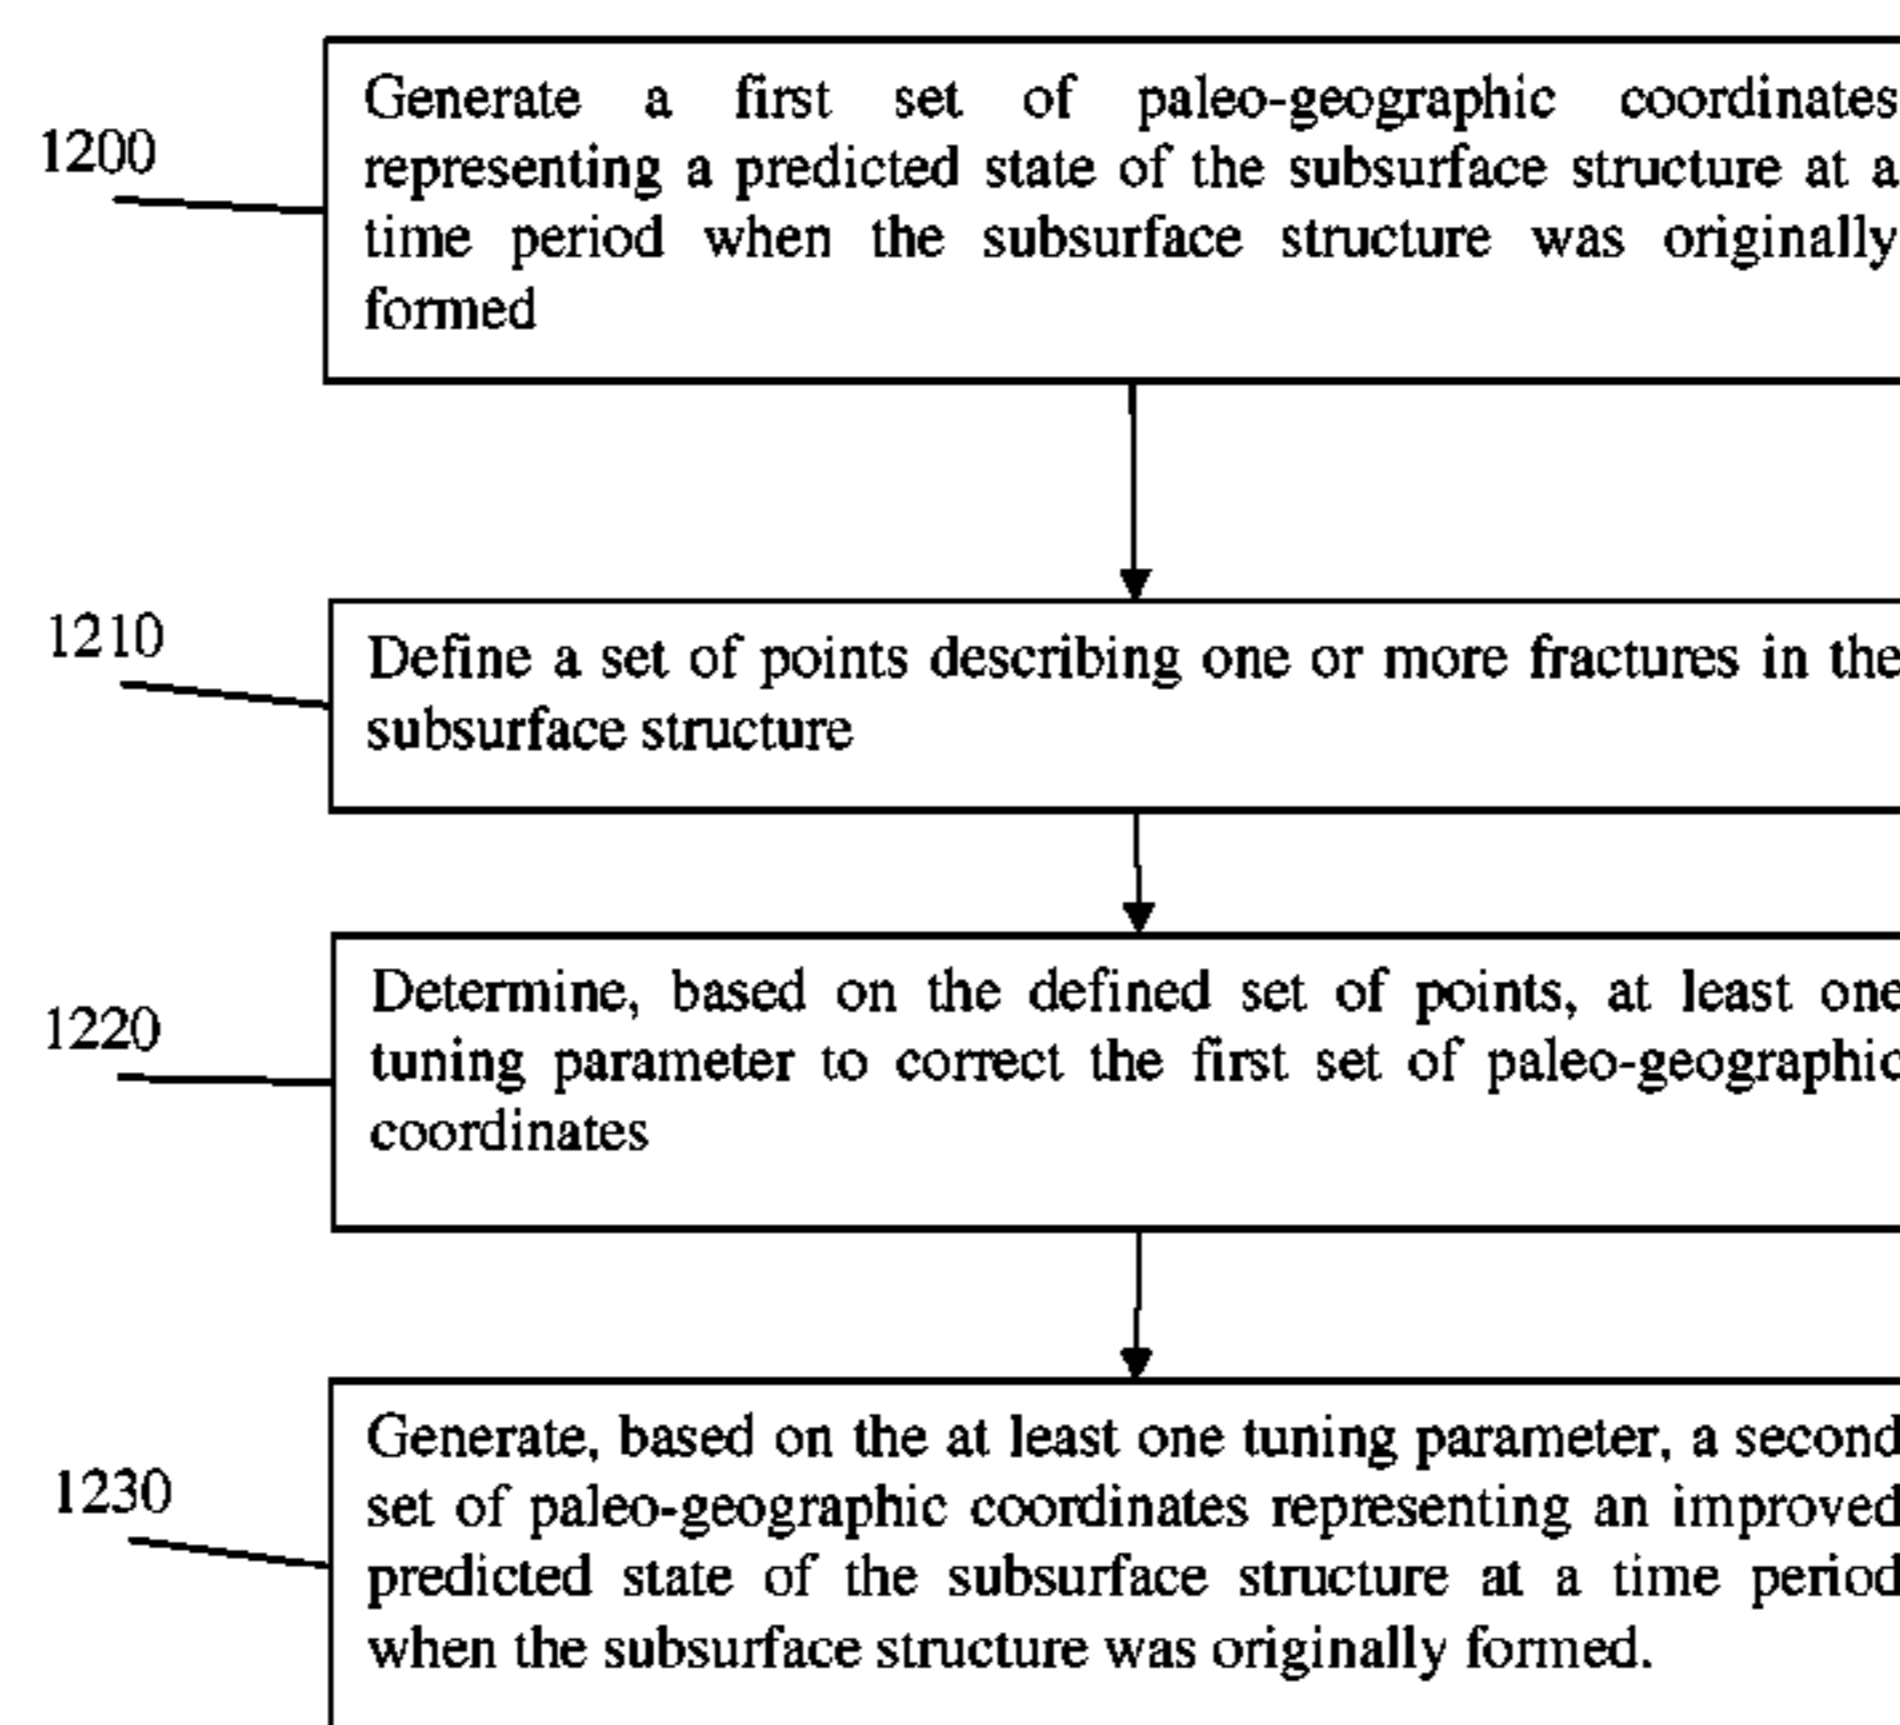 1200
Generate a first set of paleo-geographic coordinates
representing a predicted state of the subsurface structure at a
time period when the subsurface structure was originally
formed
1210
Define a set of points describing one or more fractures in the
subsurface structure
1220
Determine, based on the defined set of points, at least one
tuning parameter to correct the first set of paleo-geographic
coordinates
1230
Generate, based on the at least one tuning parameter, a second
set of paleo-geographic coordinates representing an improved
predicted state of the subsurface structure at a time period
when the subsurface structure was originally formed.